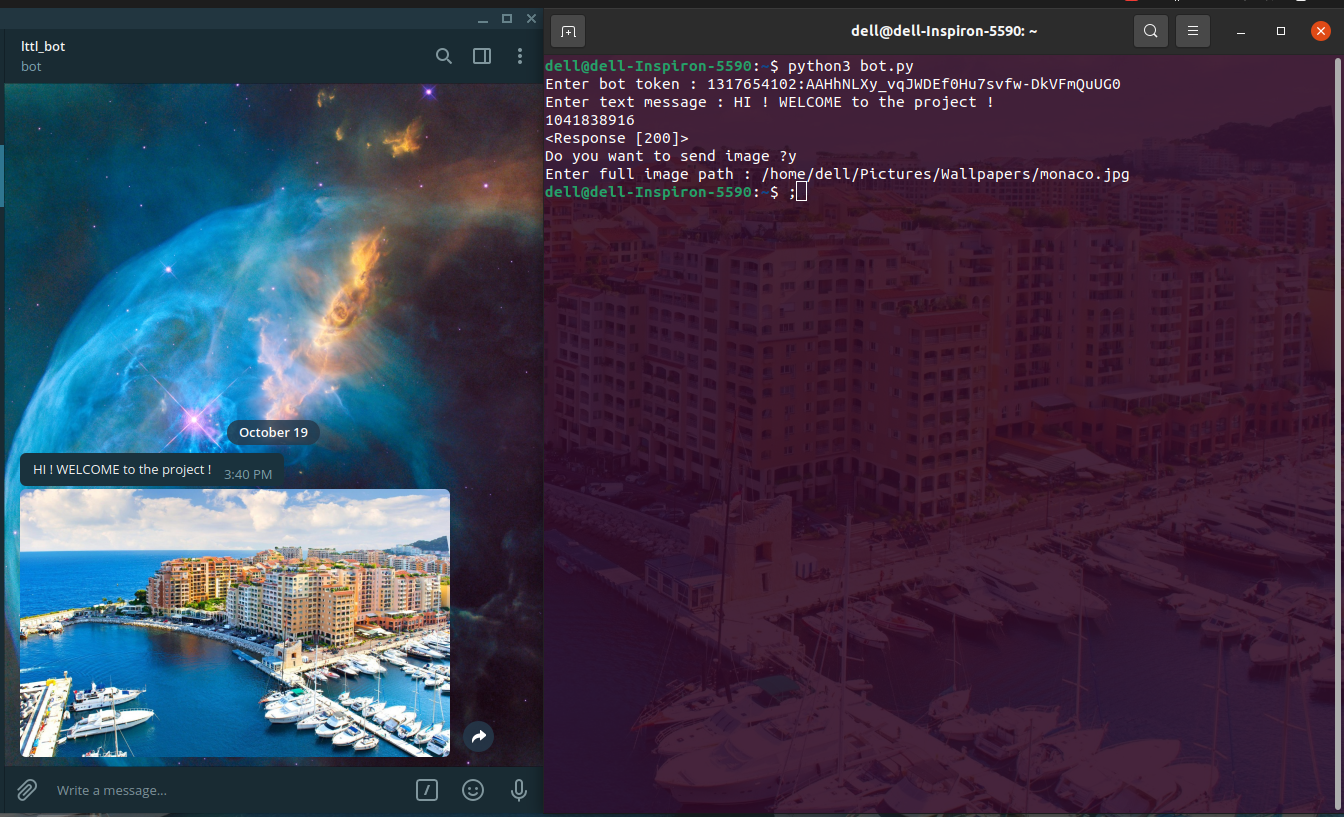 lttl_bot
bot
October 19
HI ! WELCOME to the project !
3:40 PM
Write a message...
dell@dell-Inspiron-5590: ~
dell@dell-Inspiron-5590:~$ python3 bot.py
Enter bot token : 1317654102:AAHhNLXy_vqJWDEf0Hu7svfw-DkVFmQuUG0
Enter text message : HI ! WELCOME to the project !
1041838916
<Response [200]>
Do you want to send image ?y
Enter full image path : /home/dell/Pictures/Wallpapers/monaco.jpg
dell@dell-Inspiron-5590:~$ ;